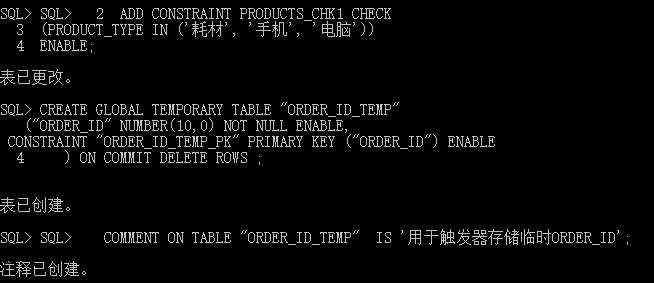 SQL> SQL>   2  ADD CONSTRAINT PRODUCTS_CHK1 CHECK
  3  (PRODUCT_TYPE IN ('耗材', '手机', '电脑'))
  4  ENABLE;
表已更改。
SQL> CREATE GLOBAL TEMPORARY TABLE "ORDER_ID_TEMP"
   ("ORDER_ID" NUMBER(10,0) NOT NULL ENABLE,
 CONSTRAINT "ORDER_ID_TEMP_PK" PRIMARY KEY ("ORDER_ID") ENABLE
  4     ) ON COMMIT DELETE ROWS ;
表已创建。
SQL> SQL>    COMMENT ON TABLE "ORDER_ID_TEMP"  IS '用于触发器存储临时ORDER_ID';
注释已创建。